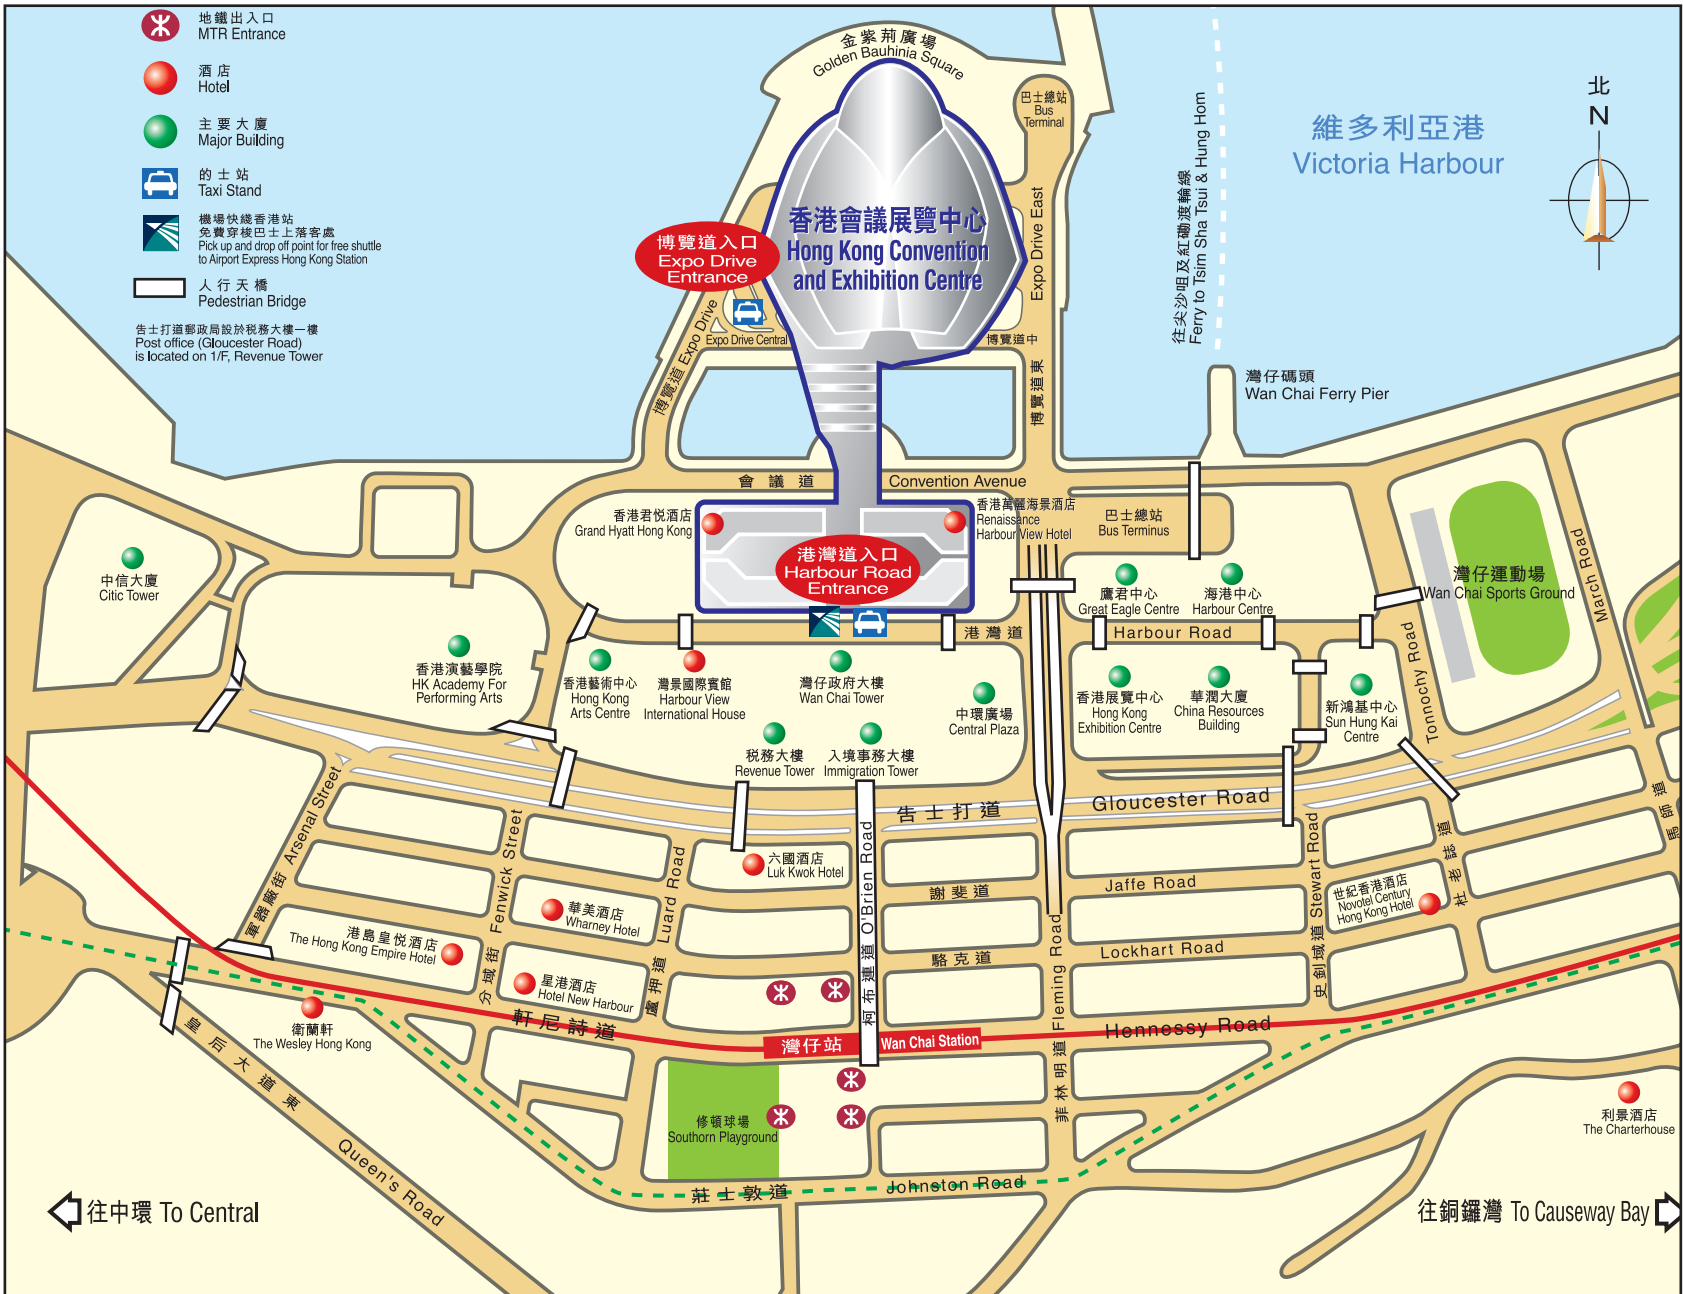 地鐵出入口
MTR Entrance
酒店
Hotel
主要大廈
Major Building
的士站
Taxi Stand
機場快綫香港站
免費穿梭巴士上落客處
Pick up and drop off point for free shuttle
to Airport Express Hong Kong Station
人行天橋
Pedestrian Bridge
告士打道郵政局設於稅務大樓一樓
Post office (Gloucester Road)
is located on 1/F, Revenue Tower
金紫荊廣場
Golden Bauhinia Square
巴士總站
Bus
Terminal
北
N
維多利亞港
Victoria Harbour
往尖沙咀及紅磡渡輪線
Ferry to Tsim Sha Tsui & Hung Hom
香港會議展覽中心
Hong Kong Convention
and Exhibition Centre
博覽道入口
Expo Drive
Entrance
Expo Drive East
博覽道東
Expo Drive Central
博覽道中
博覽道 Expo Drive
灣仔碼頭
Wan Chai Ferry Pier
會議道
Convention Avenue
香港君悅酒店
Grand Hyatt Hong Kong
香港萬麗海景酒店
Renaissance
Harbour View Hotel
巴士總站
Bus Terminus
港灣道入口
Harbour Road
Entrance
中信大廈
Citic Tower
鷹君中心
Great Eagle Centre
海港中心
Harbour Centre
灣仔運動場
Wan Chai Sports Ground
March Road
港灣道
Harbour Road
Tonnochy Road
香港演藝學院
HK Academy For
Performing Arts
香港藝術中心
Hong Kong
Arts Centre
灣景國際賓館
Harbour View
International House
灣仔政府大樓
Wan Chai Tower
中環廣場
Central Plaza
香港展覽中心
Hong Kong
Exhibition Centre
華潤大廈
China Resources
Building
新鴻基中心
Sun Hung Kai
Centre
稅務大樓
Revenue Tower
入境事務大樓
Immigration Tower
告士打道
Gloucester Road
軍器廠街 Arsenal Street
分域街 Fenwick Street
盧押道 Luard Road
柯布連道 O'Brien Road
菲林明道 Fleming Road
史釗域道 Stewart Road
杜老誌道
馬師道
六國酒店
Luk Kwok Hotel
謝斐道
Jaffe Road
世紀香港酒店
Novotel Century
Hong Kong Hotel
華美酒店
Wharney Hotel
港島皇悅酒店
The Hong Kong Empire Hotel
駱克道
Lockhart Road
星港酒店
Hotel New Harbour
衛蘭軒
The Wesley Hong Kong
軒尼詩道
Hennessy Road
灣仔站
Wan Chai Station
皇后大道東
Queen's Road
修頓球場
Southorn Playground
利景酒店
The Charterhouse
莊士敦道
Johnston Road
往中環 To Central
往銅鑼灣 To Causeway Bay